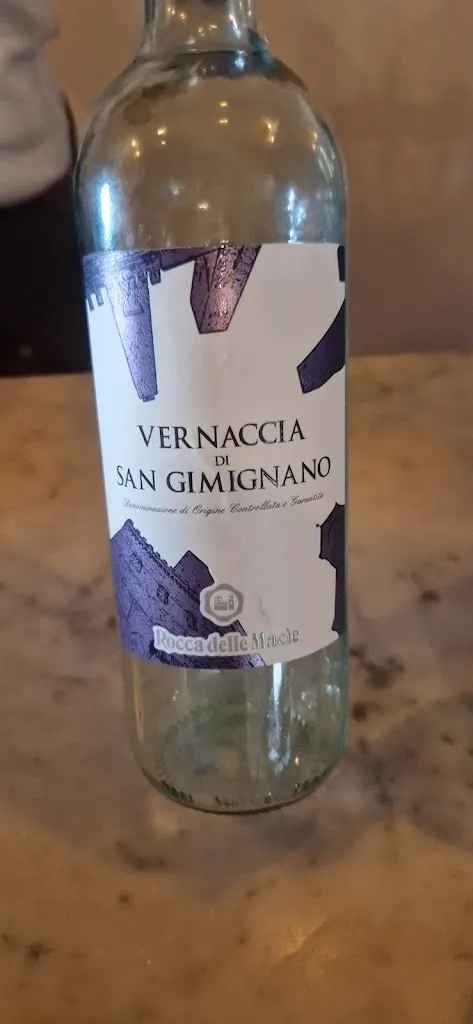 VERNACCIA
DI
SAN GIMIGNANO
Denominazione di Origine Controllata e Garantita
Rocca delle Macìe